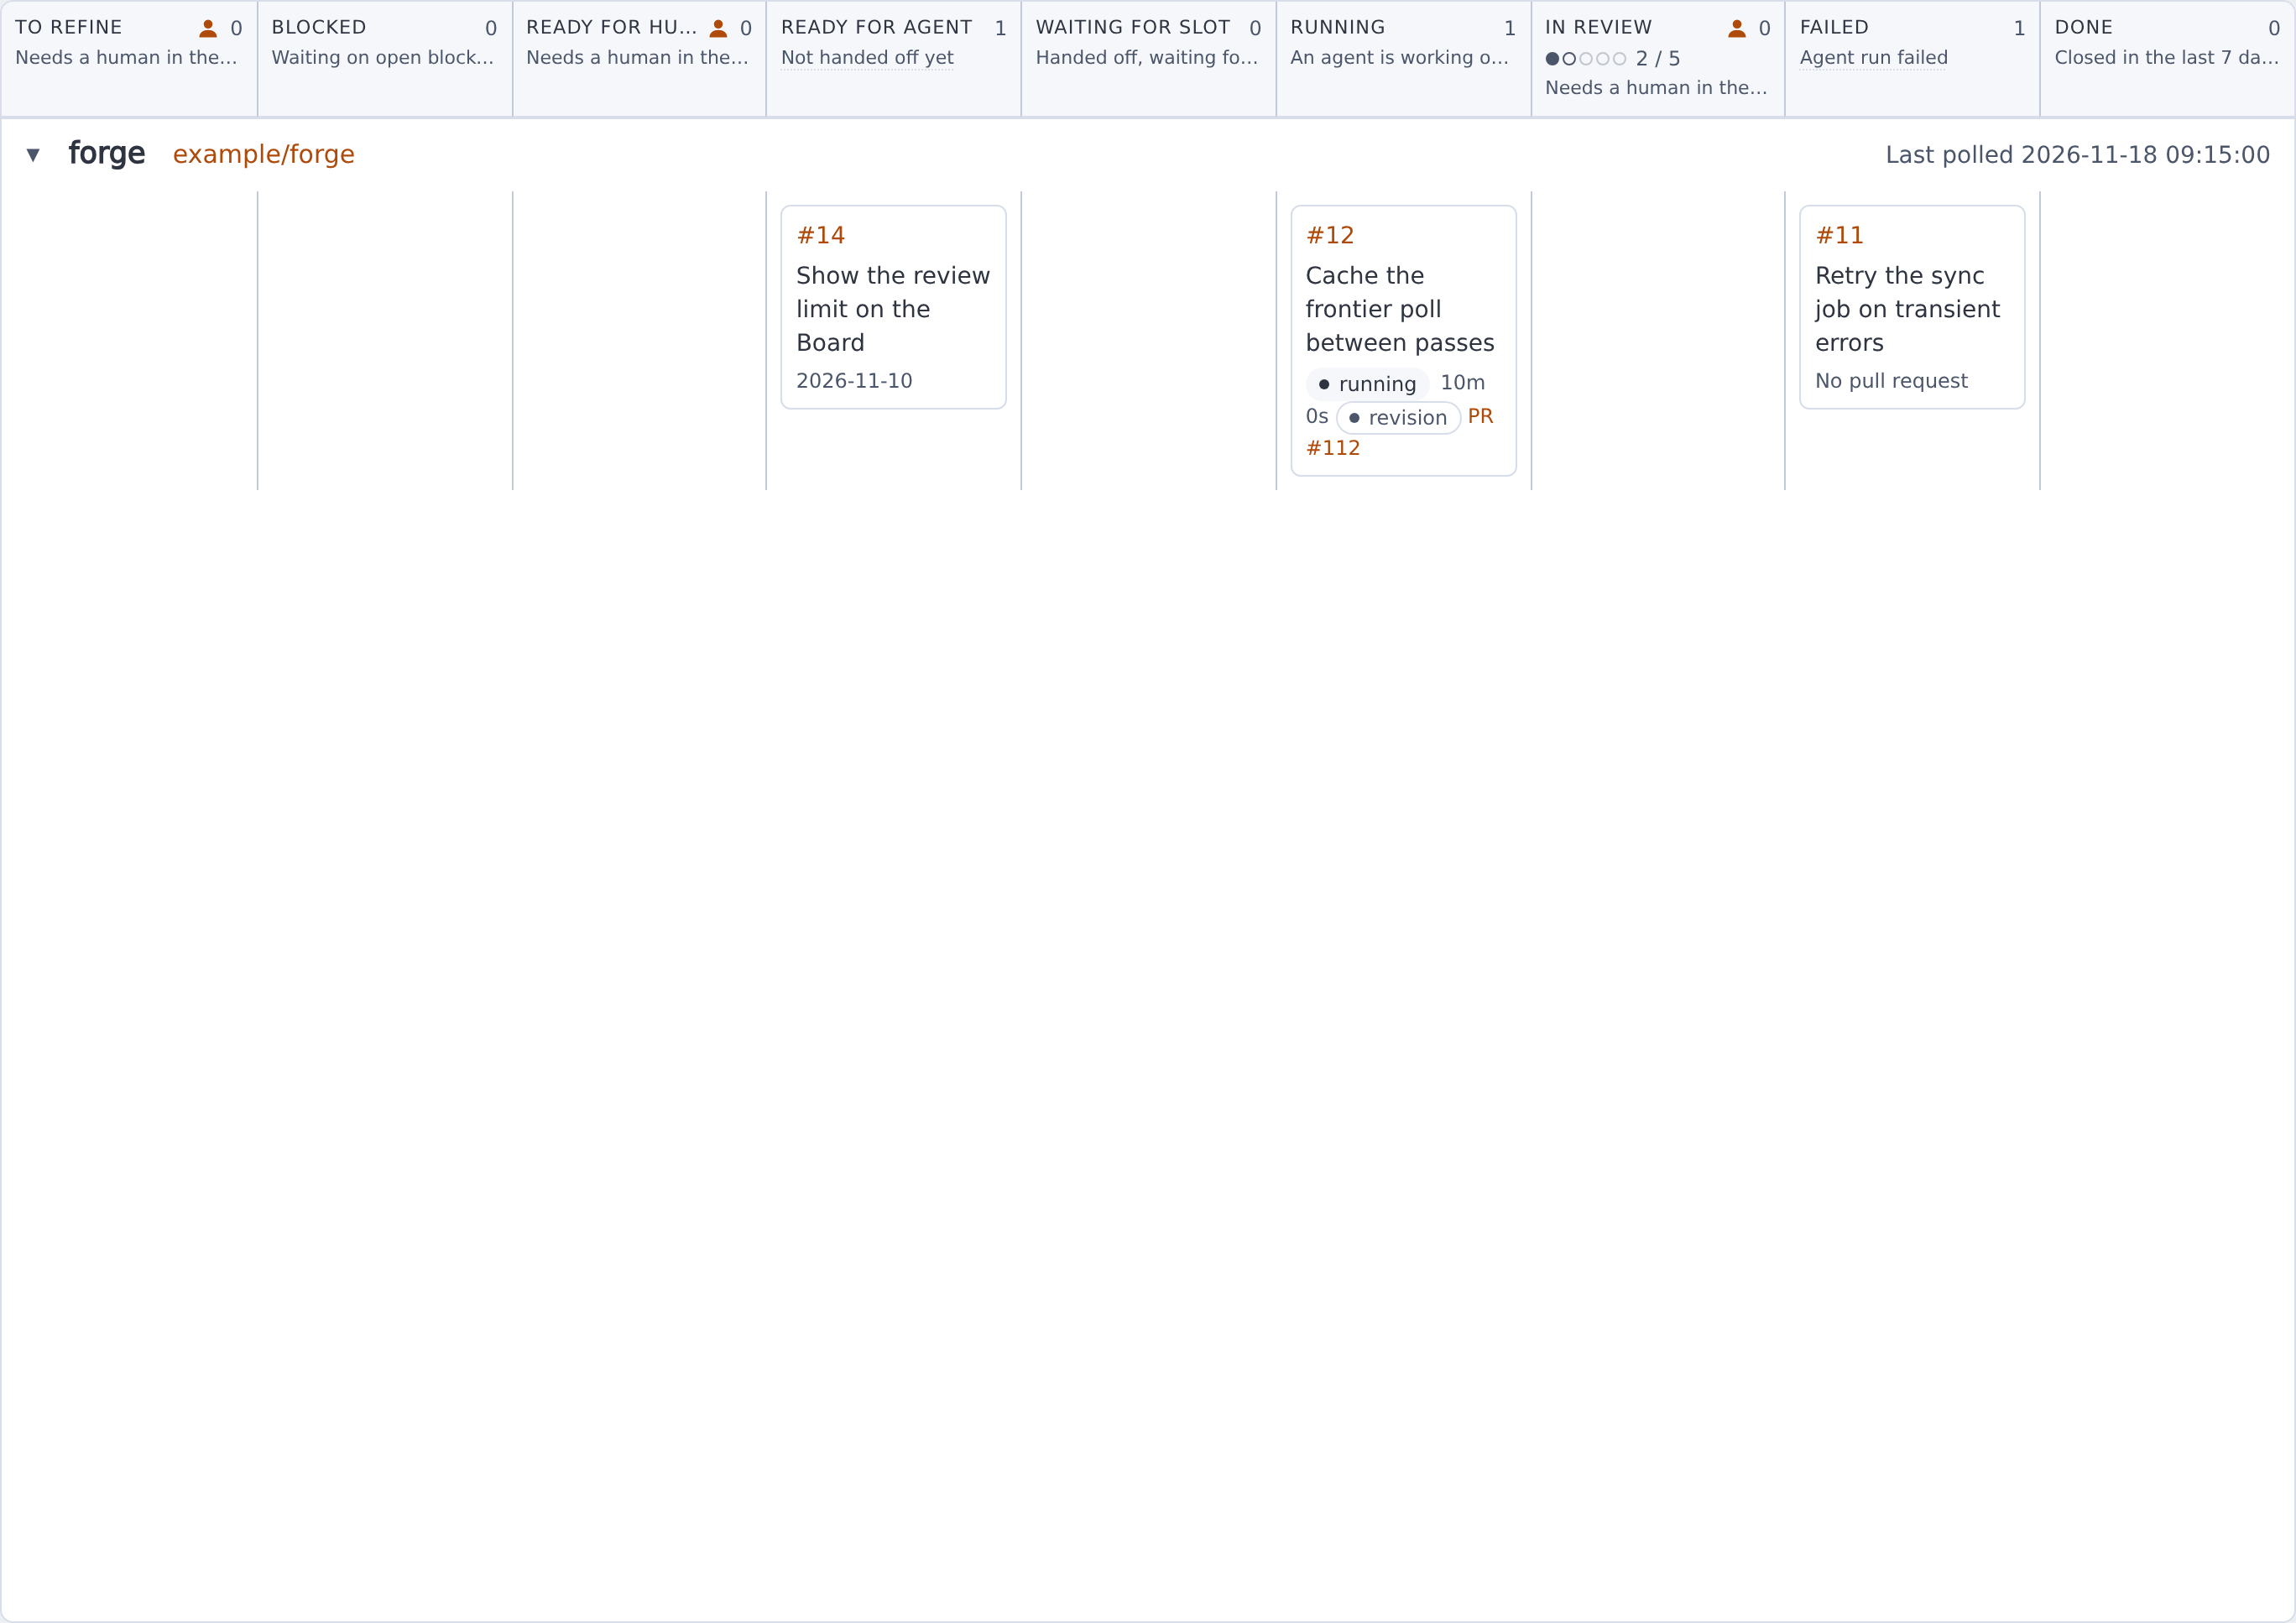 TO REFINE 0
Needs a human in the…
BLOCKED 0
Waiting on open block…
READY FOR HU… 0
Needs a human in the…
READY FOR AGENT 1
Not handed off yet
WAITING FOR SLOT 0
Handed off, waiting fo…
RUNNING 1
An agent is working o…
IN REVIEW 0
2 / 5
Needs a human in the…
FAILED 1
Agent run failed
DONE 0
Closed in the last 7 da…
forge example/forge Last polled 2026-11-18 09:15:00
#14
Show the review
limit on the
Board
2026-11-10
#12
Cache the
frontier poll
between passes
running 10m
0s revision PR
#112
#11
Retry the sync
job on transient
errors
No pull request